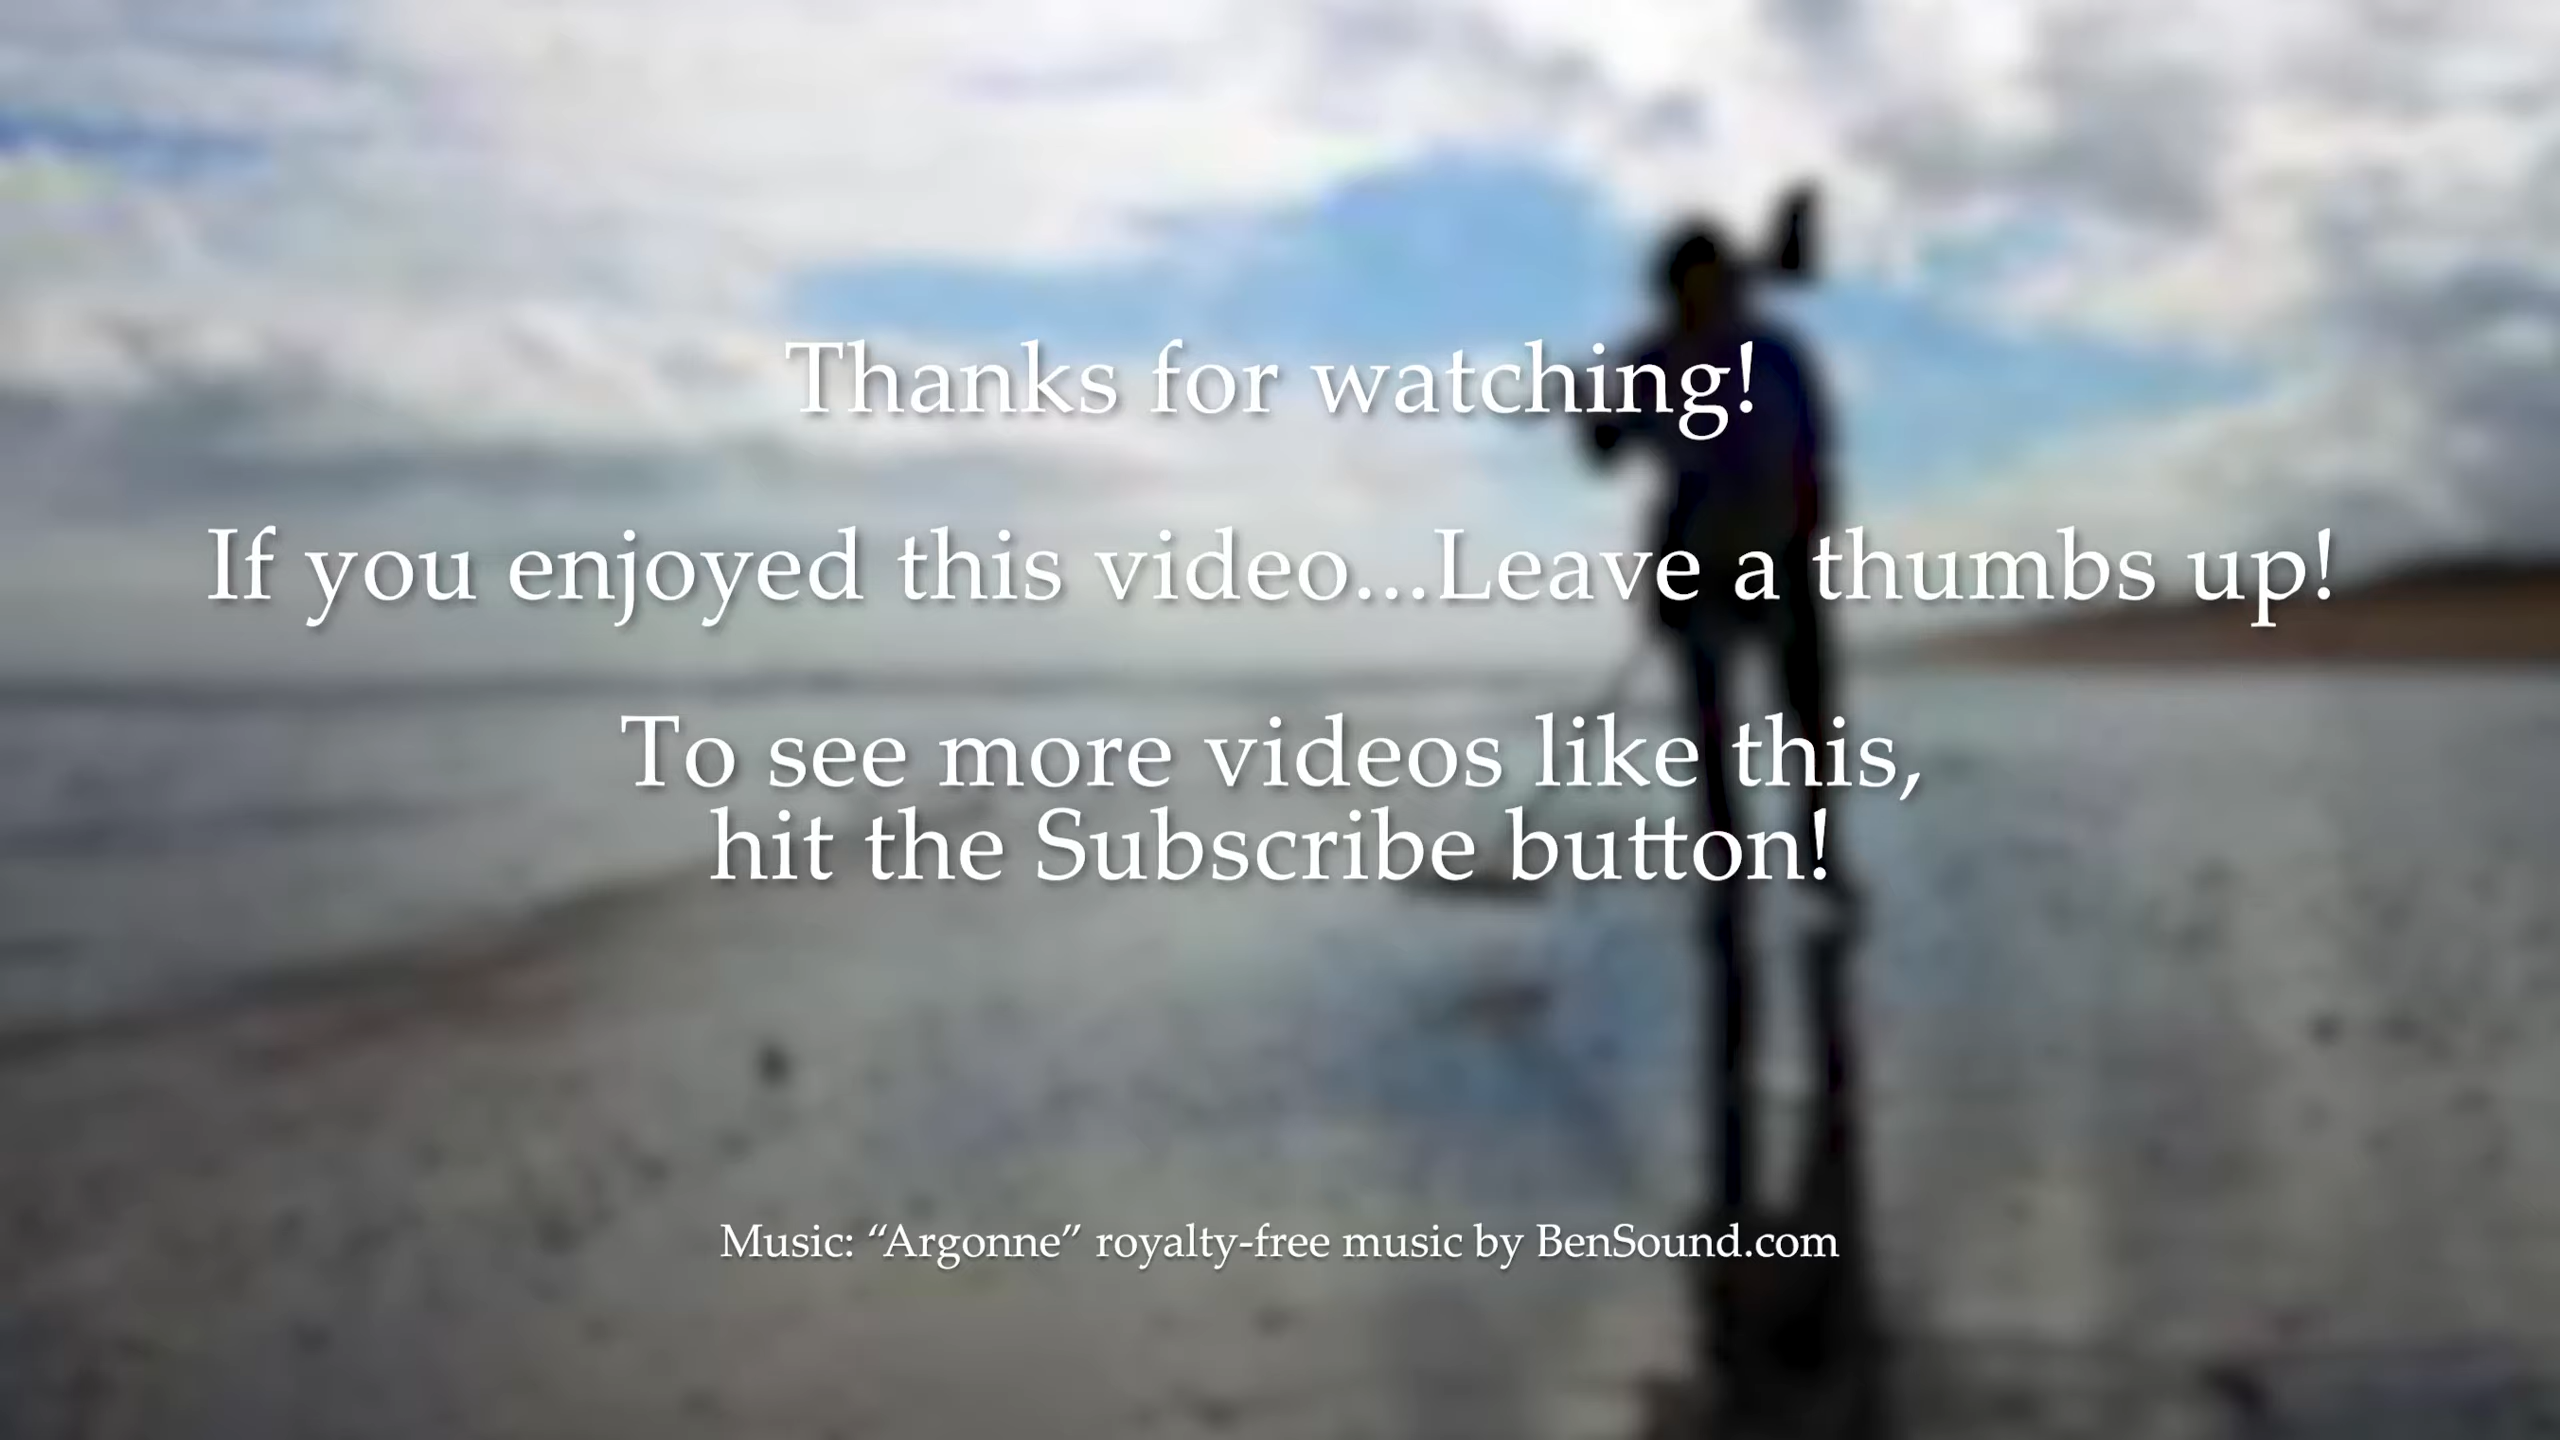 Thanks for watching!
If you enjoyed this video...Leave a thumbs up!
To see more videos like this,
hit the Subscribe button!
Music: “Argonne” royalty-free music by BenSound.com